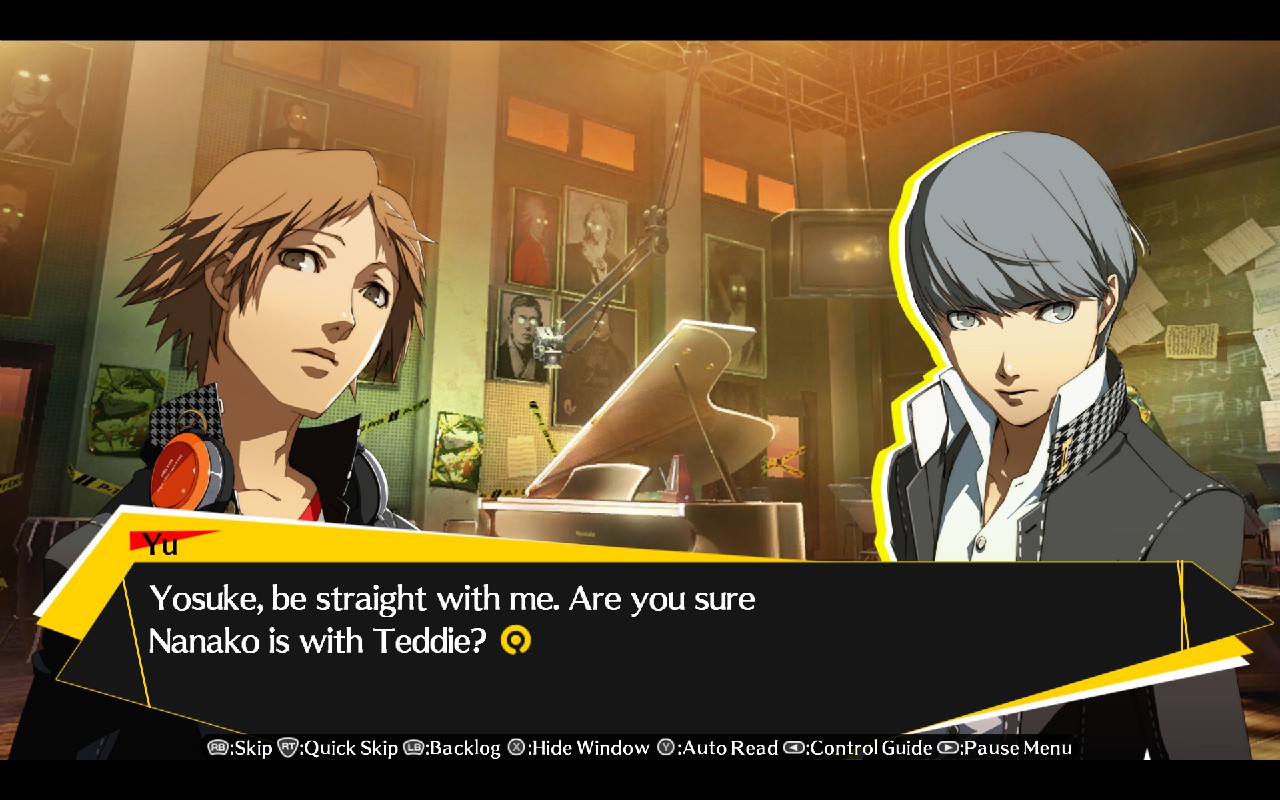 Yu
Yosuke, be straight with me. Are you sure
Nanako is with Teddie?
RB:Skip RT:Quick Skip LB:Backlog X:Hide Window Y:Auto Read :Control Guide :Pause Menu